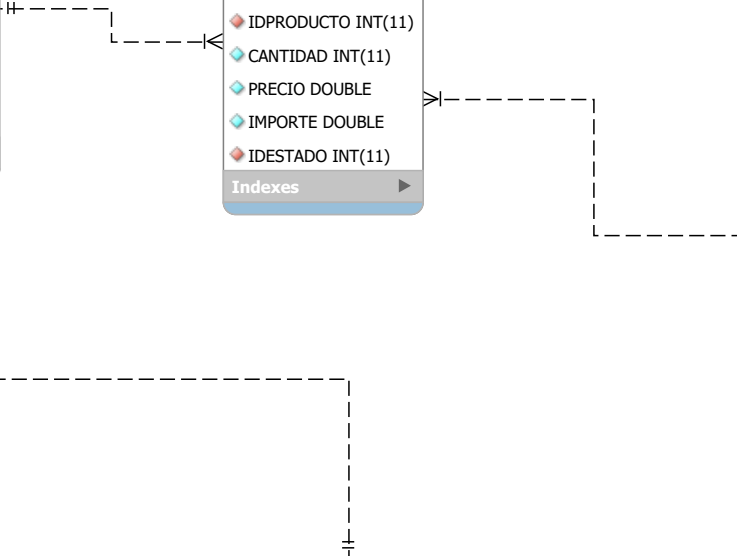 IDPRODUCTO INT(11)
CANTIDAD INT(11)
PRECIO DOUBLE
IMPORTE DOUBLE
IDESTADO INT(11)
Indexes